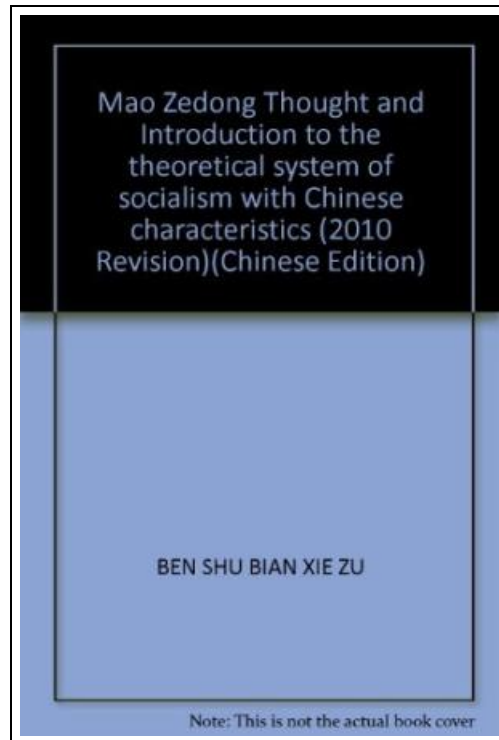 Mao Zedong Thought and
Introduction to the
theoretical system of
socialism with Chinese
characteristics (2010
Revision)(Chinese Edition)
BEN SHU BIAN XIE ZU
Note: This is not the actual book cover